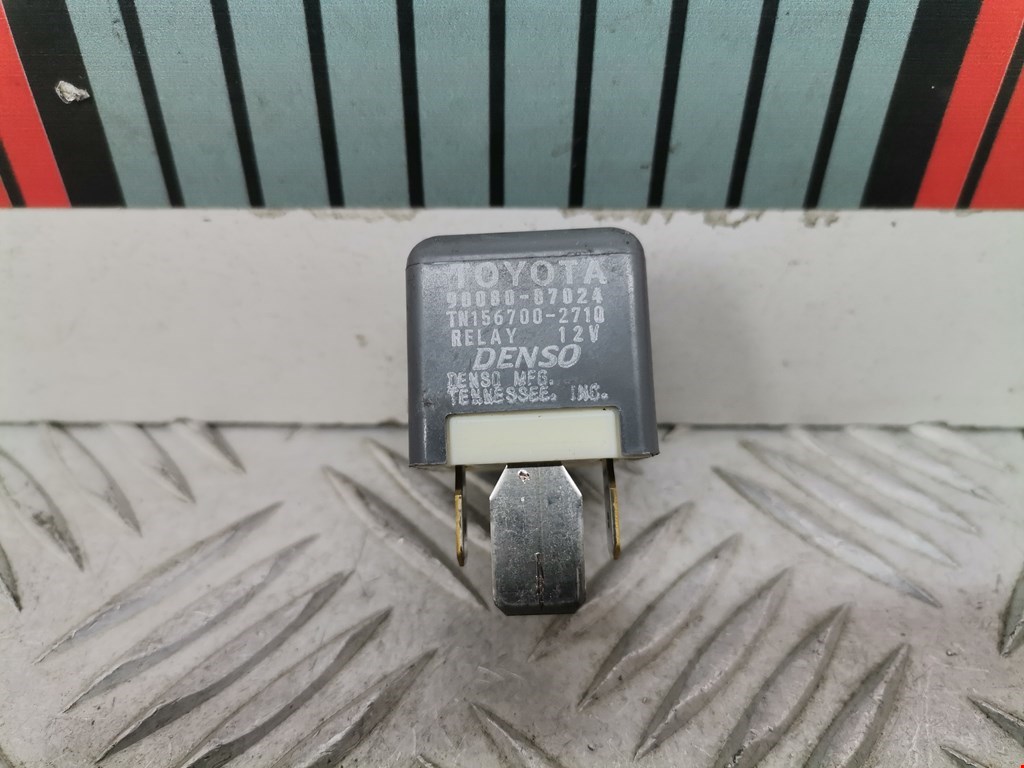 TOYOTA
90080-87024
TN156700-2710
RELAY 12V
DENSO
DENSO MFG.
TENNESSEE. INC.